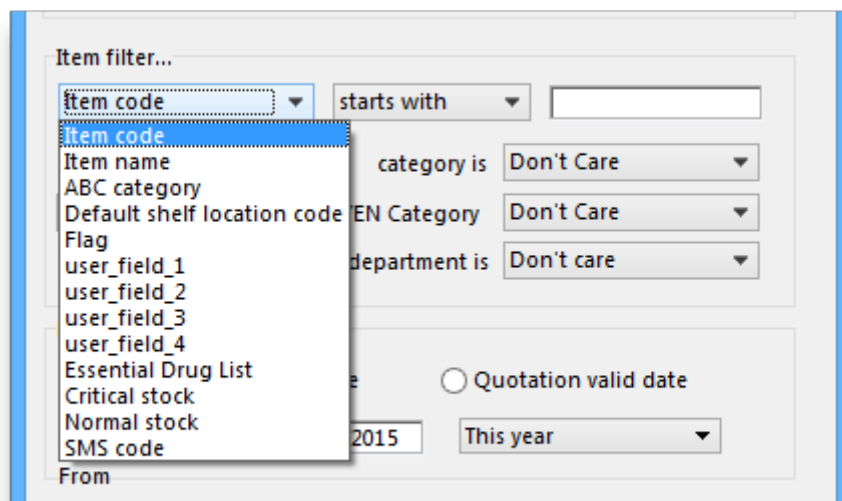 Item filter...
Item code starts with
Item code
Item name
category is Don't Care
ABC category
Default shelf location code EN Category Don't Care
Flag
user_field_1 department is Don't care
user_field_2
user_field_3
user_field_4
Essential Drug List
Quotation valid date
Critical stock
Normal stock
2015 This year
SMS code
From